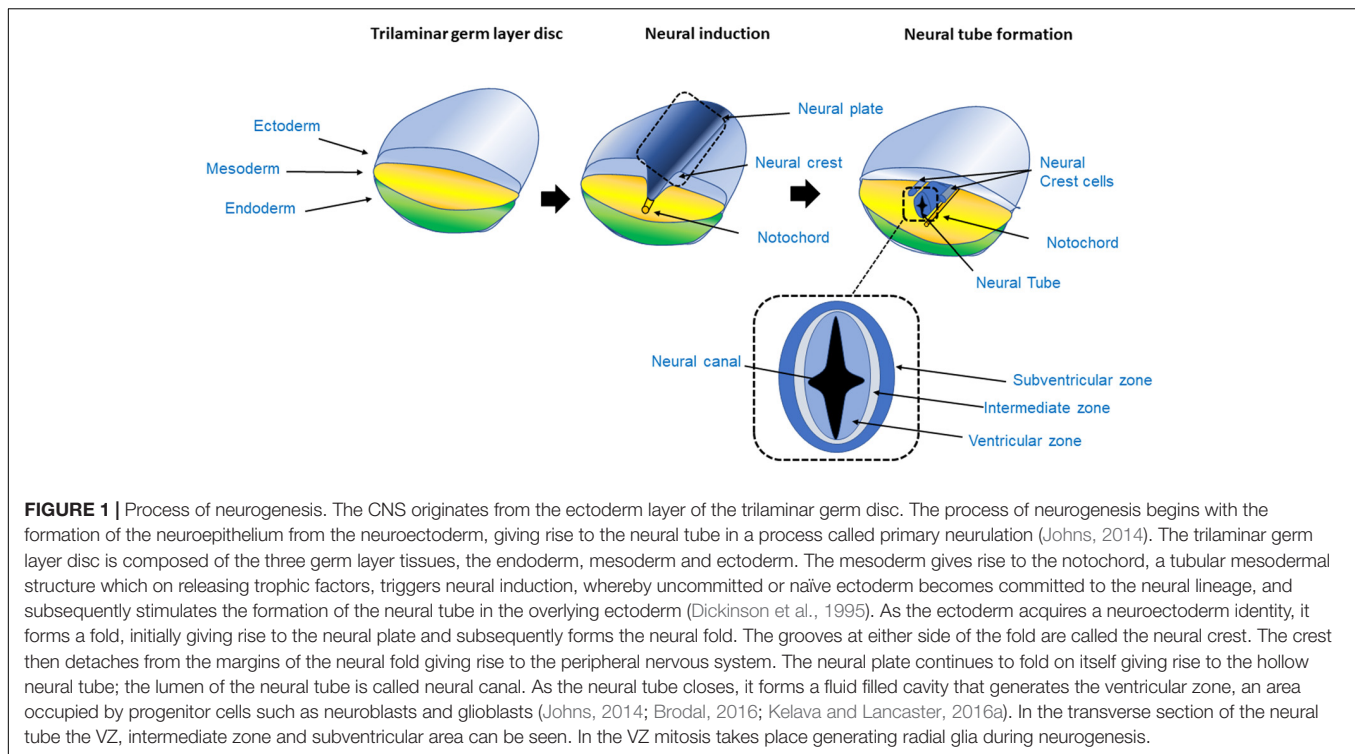 Trilaminar germ layer disc
Neural induction
Neural tube formation
Ectoderm
Mesoderm
Endoderm
Neural plate
Neural crest
Notochord
Neural
Crest cells
Notochord
Neural Tube
Neural canal
Subventricular zone
Intermediate zone
Ventricular zone
FIGURE 1 | Process of neurogenesis. The CNS originates from the ectoderm layer of the trilaminar germ disc. The process of neurogenesis begins with the
formation of the neuroepithelium from the neuroectoderm, giving rise to the neural tube in a process called primary neurulation (Johns, 2014). The trilaminar germ
layer disc is composed of the three germ layer tissues, the endoderm, mesoderm and ectoderm. The mesoderm gives rise to the notochord, a tubular mesodermal
structure which on releasing trophic factors, triggers neural induction, whereby uncommitted or naïve ectoderm becomes committed to the neural lineage, and
subsequently stimulates the formation of the neural tube in the overlying ectoderm (Dickinson et al., 1995). As the ectoderm acquires a neuroectoderm identity, it
forms a fold, initially giving rise to the neural plate and subsequently forms the neural fold. The grooves at either side of the fold are called the neural crest. The crest
then detaches from the margins of the neural fold giving rise to the peripheral nervous system. The neural plate continues to fold on itself giving rise to the hollow
neural tube; the lumen of the neural tube is called neural canal. As the neural tube closes, it forms a fluid filled cavity that generates the ventricular zone, an area
occupied by progenitor cells such as neuroblasts and glioblasts (Johns, 2014; Brodal, 2016; Kelava and Lancaster, 2016a). In the transverse section of the neural
tube the VZ, intermediate zone and subventricular area can be seen. In the VZ mitosis takes place generating radial glia during neurogenesis.